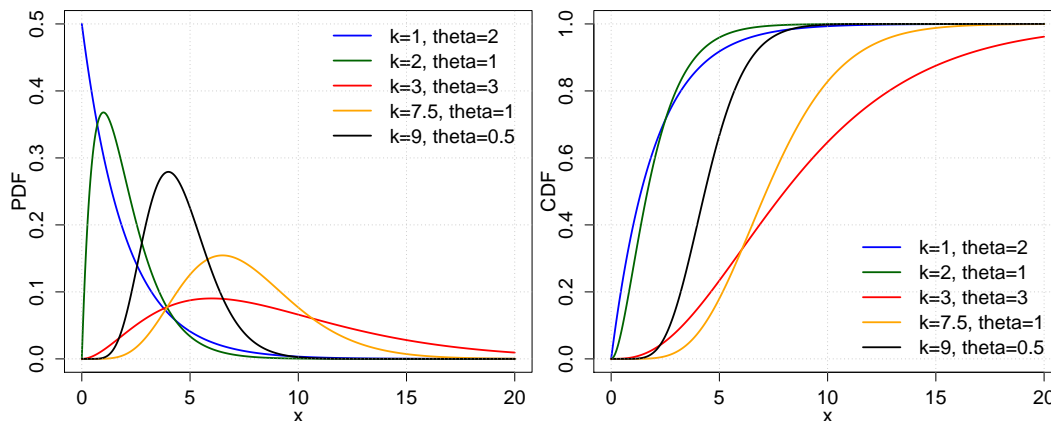 0.5
0.4
0.3
0.2
0.1
0.0
PDF
k=1, theta=2
k=2, theta=1
k=3, theta=3
k=7.5, theta=1
k=9, theta=0.5
0 5 10 15 20
x
1.0
0.8
0.6
0.4
0.2
0.0
CDF
k=1, theta=2
k=2, theta=1
k=3, theta=3
k=7.5, theta=1
k=9, theta=0.5
0 5 10 15 20
x